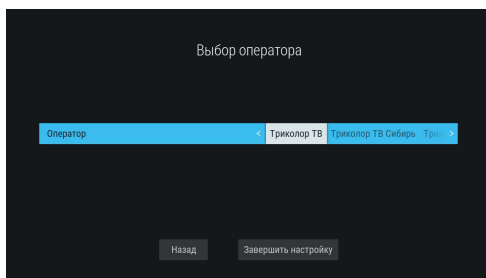 Выбор оператора
Оператор < Триколор ТВ Триколор ТВ Сибирь >
Назад Завершить настройку